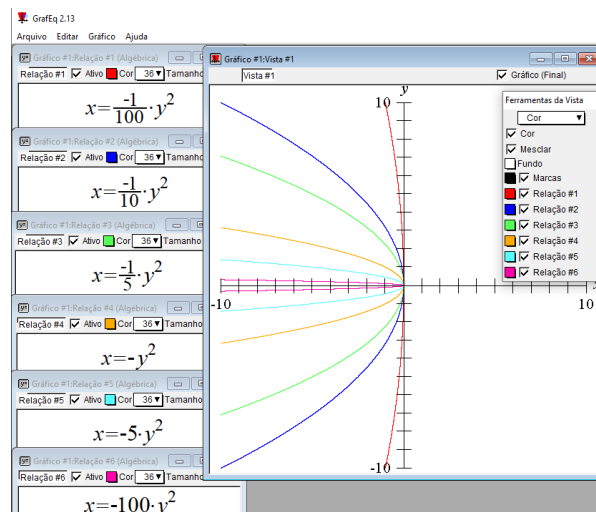 GrafEq 2.13
Arquivo Editar Gráfico Ajuda
Gráfico #1:Relação #1 (Algébrica)
Relação #1 Ativo Cor 36 Tamanho
x=-1/100·y²
Gráfico #1:Relação #2 (Algébrica)
Relação #2 Ativo Cor 36 Tamanho
x=-1/10·y²
Gráfico #1:Relação #3 (Algébrica)
Relação #3 Ativo Cor 36 Tamanho
x=-1/5·y²
Gráfico #1:Relação #4 (Algébrica)
Relação #4 Ativo Cor 36 Tamanho
x=-y²
Gráfico #1:Relação #5 (Algébrica)
Relação #5 Ativo Cor 36 Tamanho
x=-5·y²
Gráfico #1:Relação #6 (Algébrica)
Relação #6 Ativo Cor 36 Tamanho
x=-100·y²
Gráfico #1:Vista #1
Vista #1 Gráfico (Final)
y
10
-10
10
-10
Ferramentas da Vista
Cor
Cor
Mesclar
Fundo
Marcas
Relação #1
Relação #2
Relação #3
Relação #4
Relação #5
Relação #6